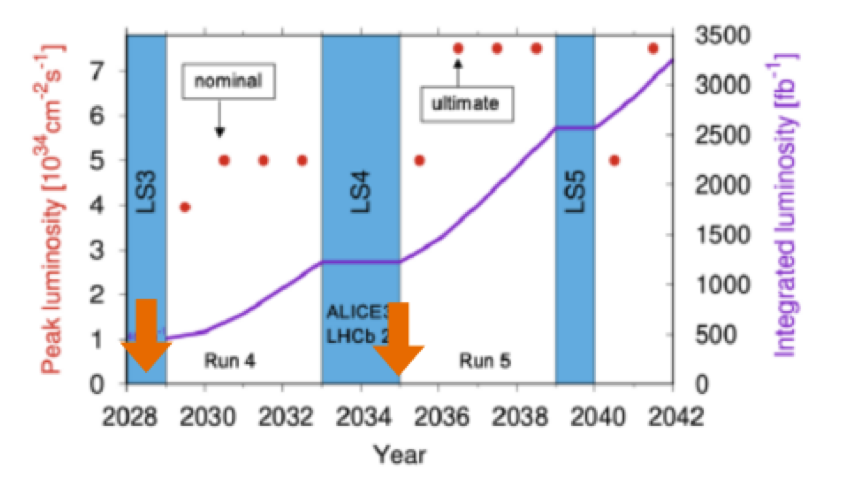 Peak luminosity [10³⁴cm⁻²s⁻¹]
7
6
5
4
3
2
1
0
3500
3000
2500
2000
1500
1000
500
0
Integrated luminosity [fb⁻¹]
nominal
ultimate
LS3
LS4
LS5
ALICE3
LHCb 2
Run 4
Run 5
2028 2030 2032 2034 2036 2038 2040 2042
Year